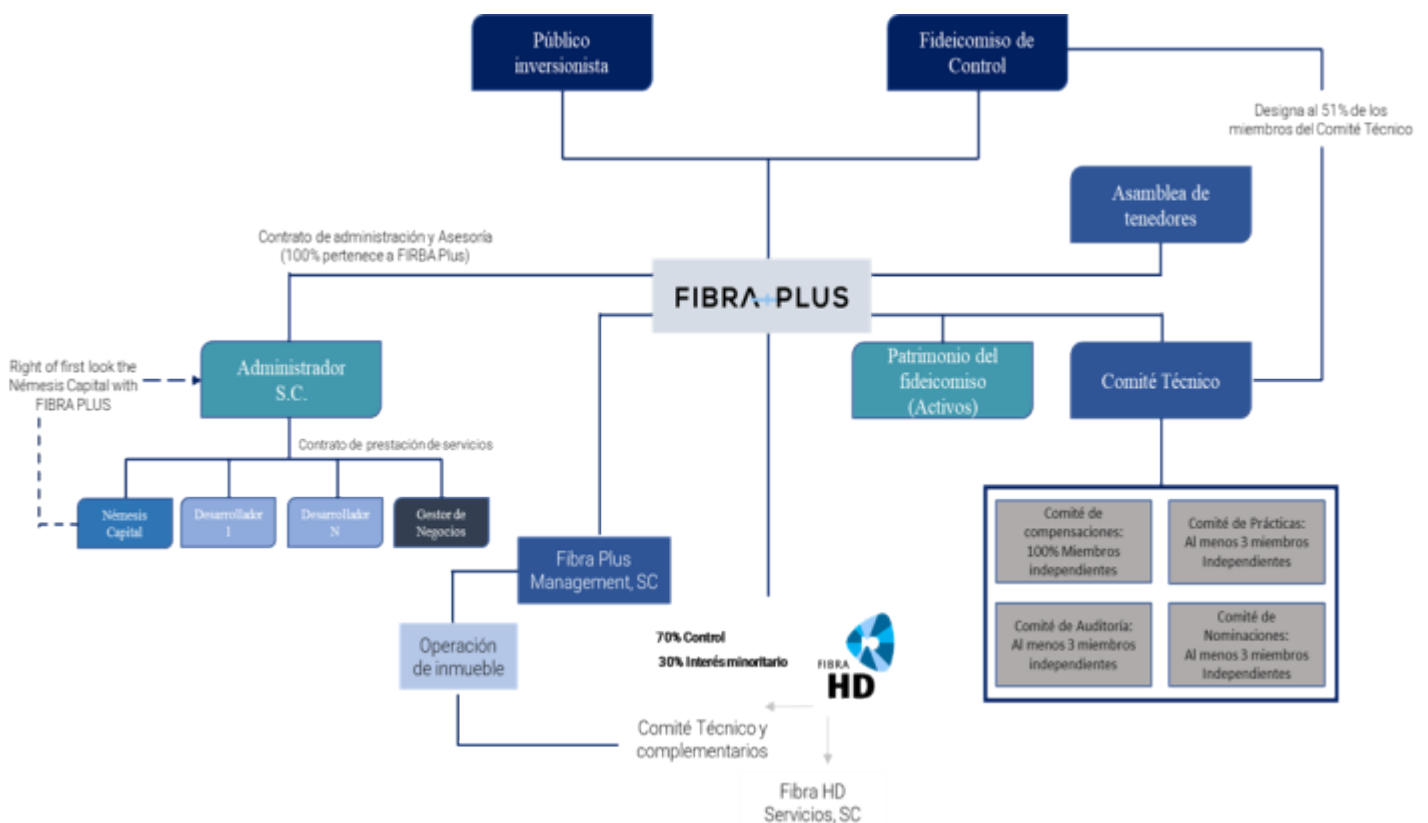 Público
inversionista
Fideicomiso de
Control
Designa al 51% de los
miembros del Comité Técnico
Asamblea de
tenedores
Contrato de administración y Asesoría
(100% pertenece a FIRBA Plus)
FIBRA+PLUS
Right of first look the
Némesis Capital with
FIBRA PLUS
Administrador
S.C.
Patrimonio del
fideicomiso
(Activos)
Comité Técnico
Contrato de prestación de servicios
Némesis
Capital
Desarrollador
1
Desarrollador
N
Gestor de
Negocios
Comité de
compensaciones:
100% Miembros
independientes
Comité de Prácticas:
Al menos 3 miembros
Independientes
Fibra Plus
Management, SC
Comité de Auditoría:
Al menos 3 miembros
independientes
Comité de
Nominaciones:
Al menos 3 miembros
Independientes
Operación
de inmueble
70% Control
30% Interés minoritario
FIBRA
HD
Comité Técnico y
complementarios
Fibra HD
Servicios, SC